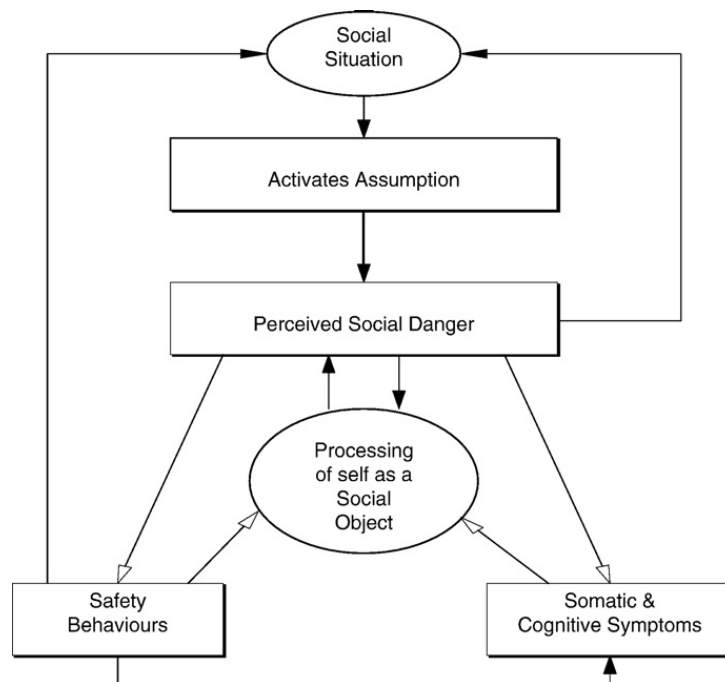 Social
Situation
Activates Assumption
Perceived Social Danger
Processing
of self as a
Social
Object
Safety
Behaviours
Somatic &
Cognitive Symptoms